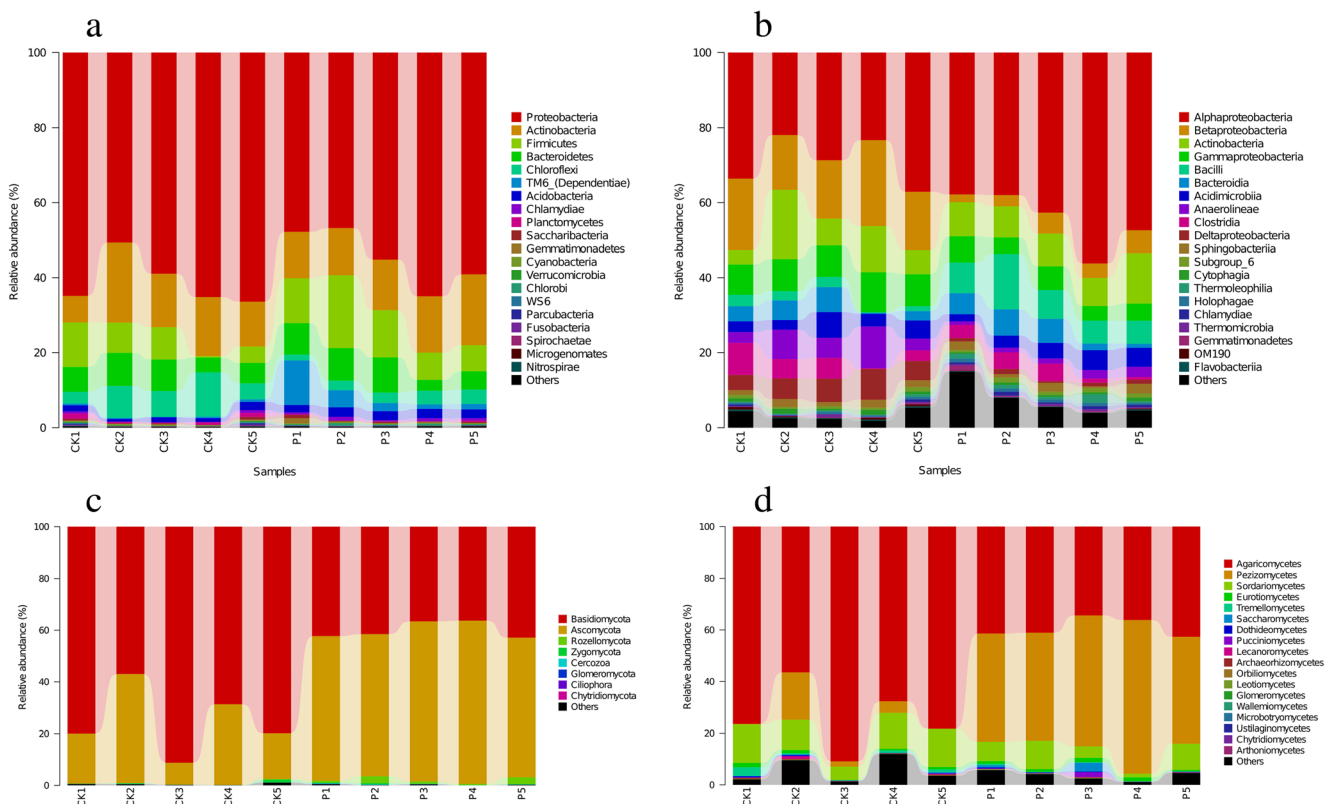 a
100
80
60
40
20
0
Relative abundance (%)
CK1
CK2
CK3
CK4
CK5
P1
P2
P3
P4
P5
Samples
Proteobacteria
Actinobacteria
Firmicutes
Bacteroidetes
Chloroflexi
TM6_(Dependentiae)
Acidobacteria
Chlamydiae
Planctomycetes
Saccharibacteria
Gemmatimonadetes
Cyanobacteria
Verrucomicrobia
Chlorobi
WS6
Parcubacteria
Fusobacteria
Spirochaetae
Microgenomates
Nitrospirae
Others
b
100
80
60
40
20
0
Relative abundance (%)
CK1
CK2
CK3
CK4
CK5
P1
P2
P3
P4
P5
Samples
Alphaproteobacteria
Betaproteobacteria
Actinobacteria
Gammaproteobacteria
Bacilli
Bacteroidia
Acidimicrobiia
Anaerolineae
Clostridia
Deltaproteobacteria
Sphingobacteriia
Subgroup_6
Cytophagia
Thermoleophilia
Holophagae
Chlamydiae
Thermomicrobia
Gemmatimonadetes
OM190
Flavobacteriia
Others
c
100
80
60
40
20
0
Relative abundance (%)
CK1
CK2
CK3
CK4
CK5
P1
P2
P3
P4
P5
Basidiomycota
Ascomycota
Rozellomycota
Zygomycota
Cercozoa
Glomeromycota
Ciliophora
Chytridiomycota
Others
d
100
80
60
40
20
0
Relative abundance (%)
CK1
CK2
CK3
CK4
CK5
P1
P2
P3
P4
P5
Agaricomycetes
Pezizomycetes
Sordariomycetes
Eurotiomycetes
Tremellomycetes
Saccharomycetes
Dothideomycetes
Pucciniomycetes
Lecanoromycetes
Archaeorhizomycetes
Orbiliomycetes
Leotiomycetes
Glomeromycetes
Wallemiomycetes
Microbotryomycetes
Ustilaginomycetes
Chytridiomycetes
Arthoniomycetes
Others